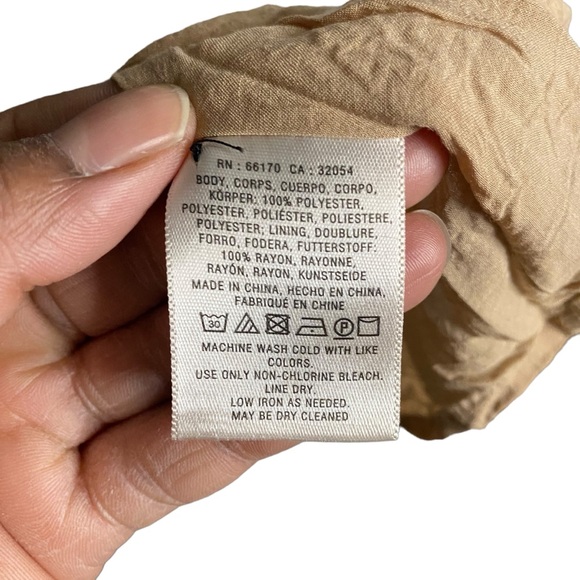 RN : 66170 CA : 32054
BODY, CORPS, CUERPO, CORPO,
KÖRPER: 100% POLYESTER,
POLYESTER, POLIÉSTER, POLIESTERE,
POLYESTER; LINING, DOUBLURE,
FORRO, FODERA, FUTTERSTOFF:
100% RAYON, RAYONNE,
RAYÓN, RAYON, KUNSTSEIDE
MADE IN CHINA, HECHO EN CHINA,
FABRIQUÉ EN CHINE
30 P
MACHINE WASH COLD WITH LIKE
COLORS.
USE ONLY NON-CHLORINE BLEACH.
LINE DRY.
LOW IRON AS NEEDED.
MAY BE DRY CLEANED